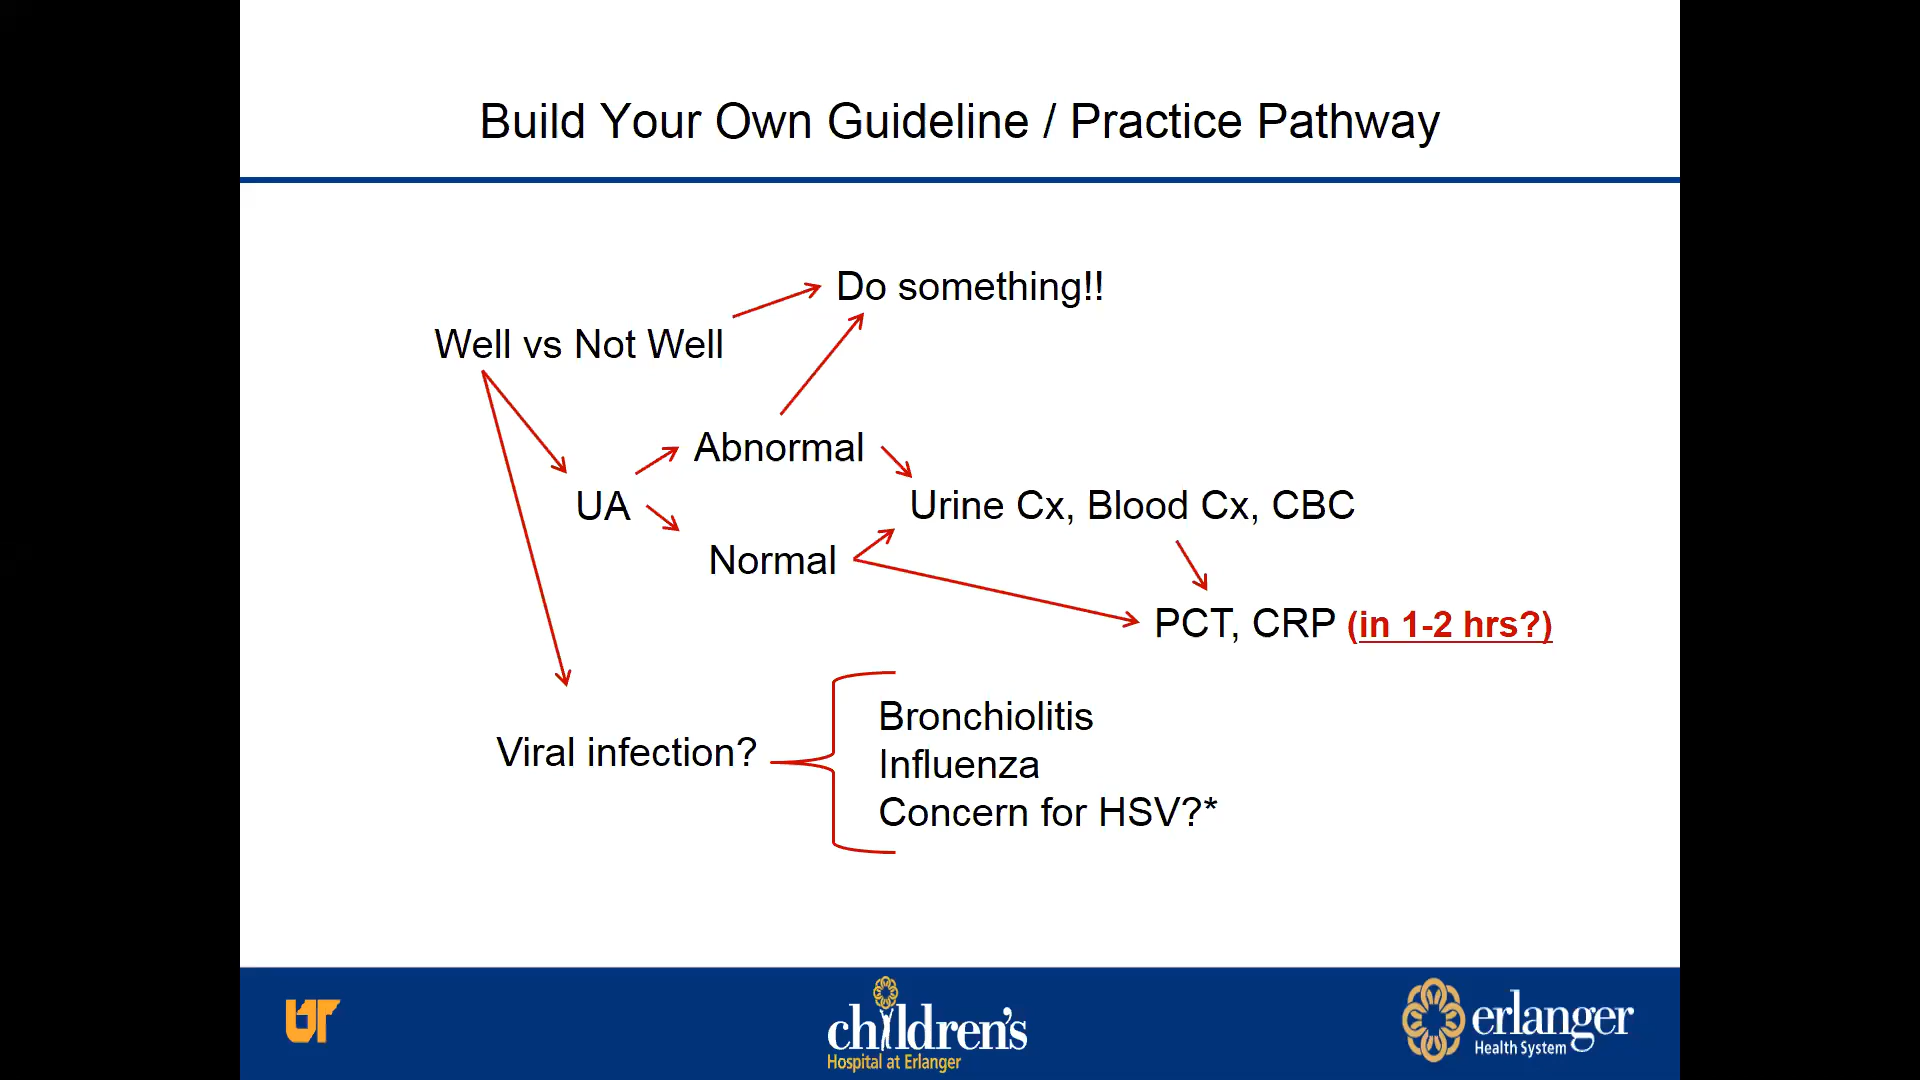 Build Your Own Guideline / Practice Pathway
Do something!!
Well vs Not Well
Abnormal
UA
Urine Cx, Blood Cx, CBC
Normal
PCT, CRP (in 1-2 hrs?)
Viral infection?
Bronchiolitis
Influenza
Concern for HSV?*
UT
children's
Hospital at Erlanger
erlanger
Health System